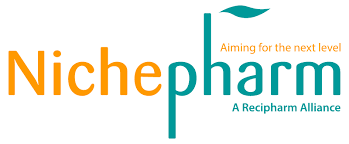 Aiming for the next level
Nichepharm
A Recipharm Alliance